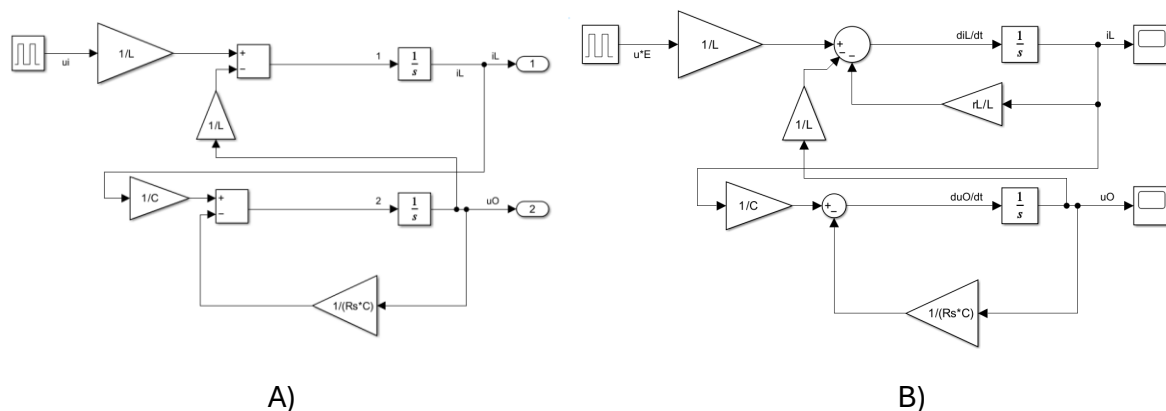 u*E
1/L
diL/dt
1/s
iL
rL/L
1/L
1/C
duO/dt
1/s
uO
1/(Rs*C)
ui
1/L
1
1/s
iL
iL
1
1/L
1/C
2
1/s
uO
2
1/(Rs*C)
A)
B)